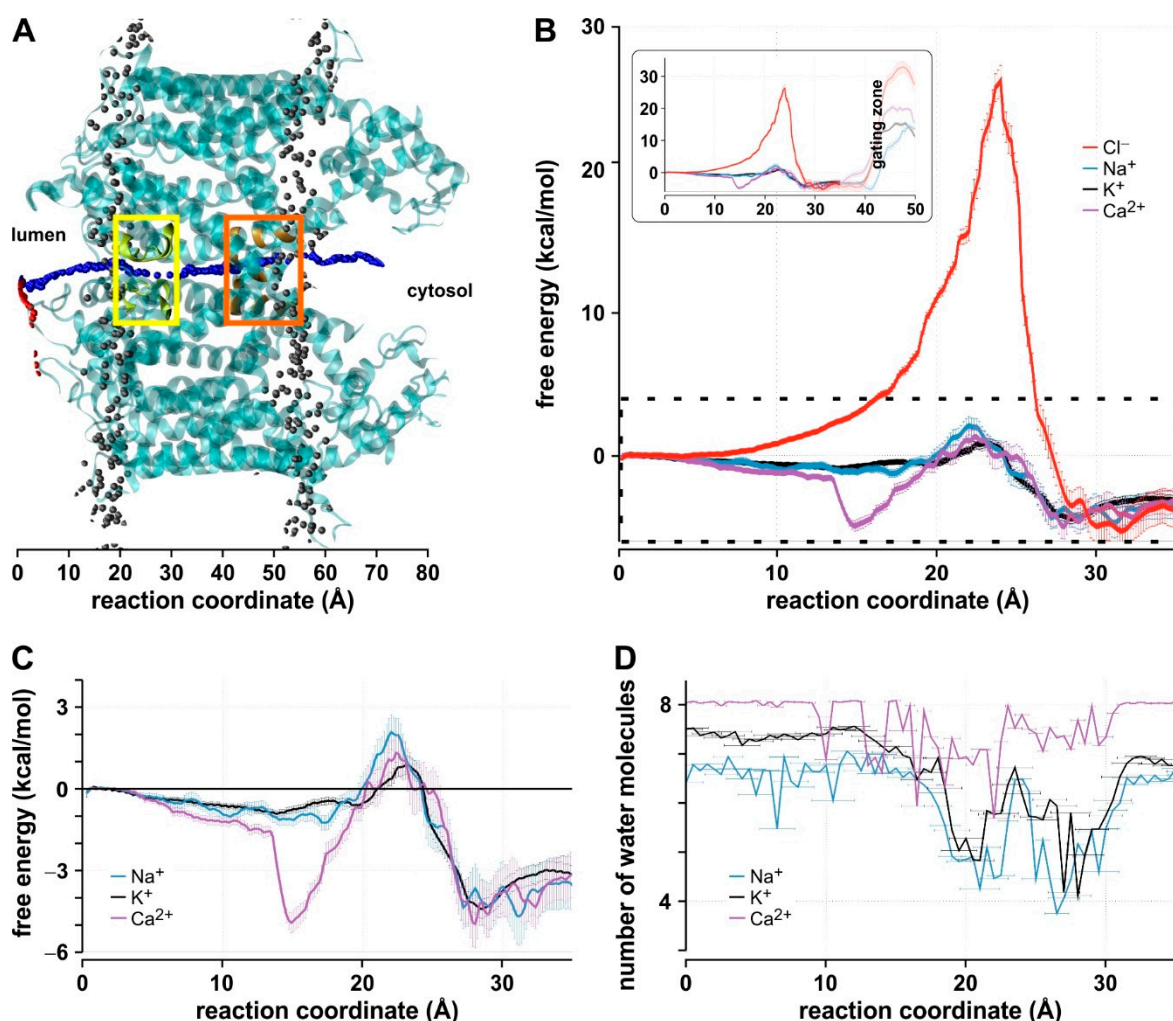 A
lumen
cytosol
0 10 20 30 40 50 60 70 80
reaction coordinate (Å)
B
30
20
10
0
free energy (kcal/mol)
0 10 20 30
reaction coordinate (Å)
30
20
10
0
0 10 20 30 40 50
gating zone
Cl⁻
Na⁺
K⁺
Ca²⁺
C
3
0
−3
−6
free energy (kcal/mol)
Na⁺
K⁺
Ca²⁺
0 10 20 30
reaction coordinate (Å)
D
8
4
number of water molecules
Na⁺
K⁺
Ca²⁺
0 10 20 30
reaction coordinate (Å)